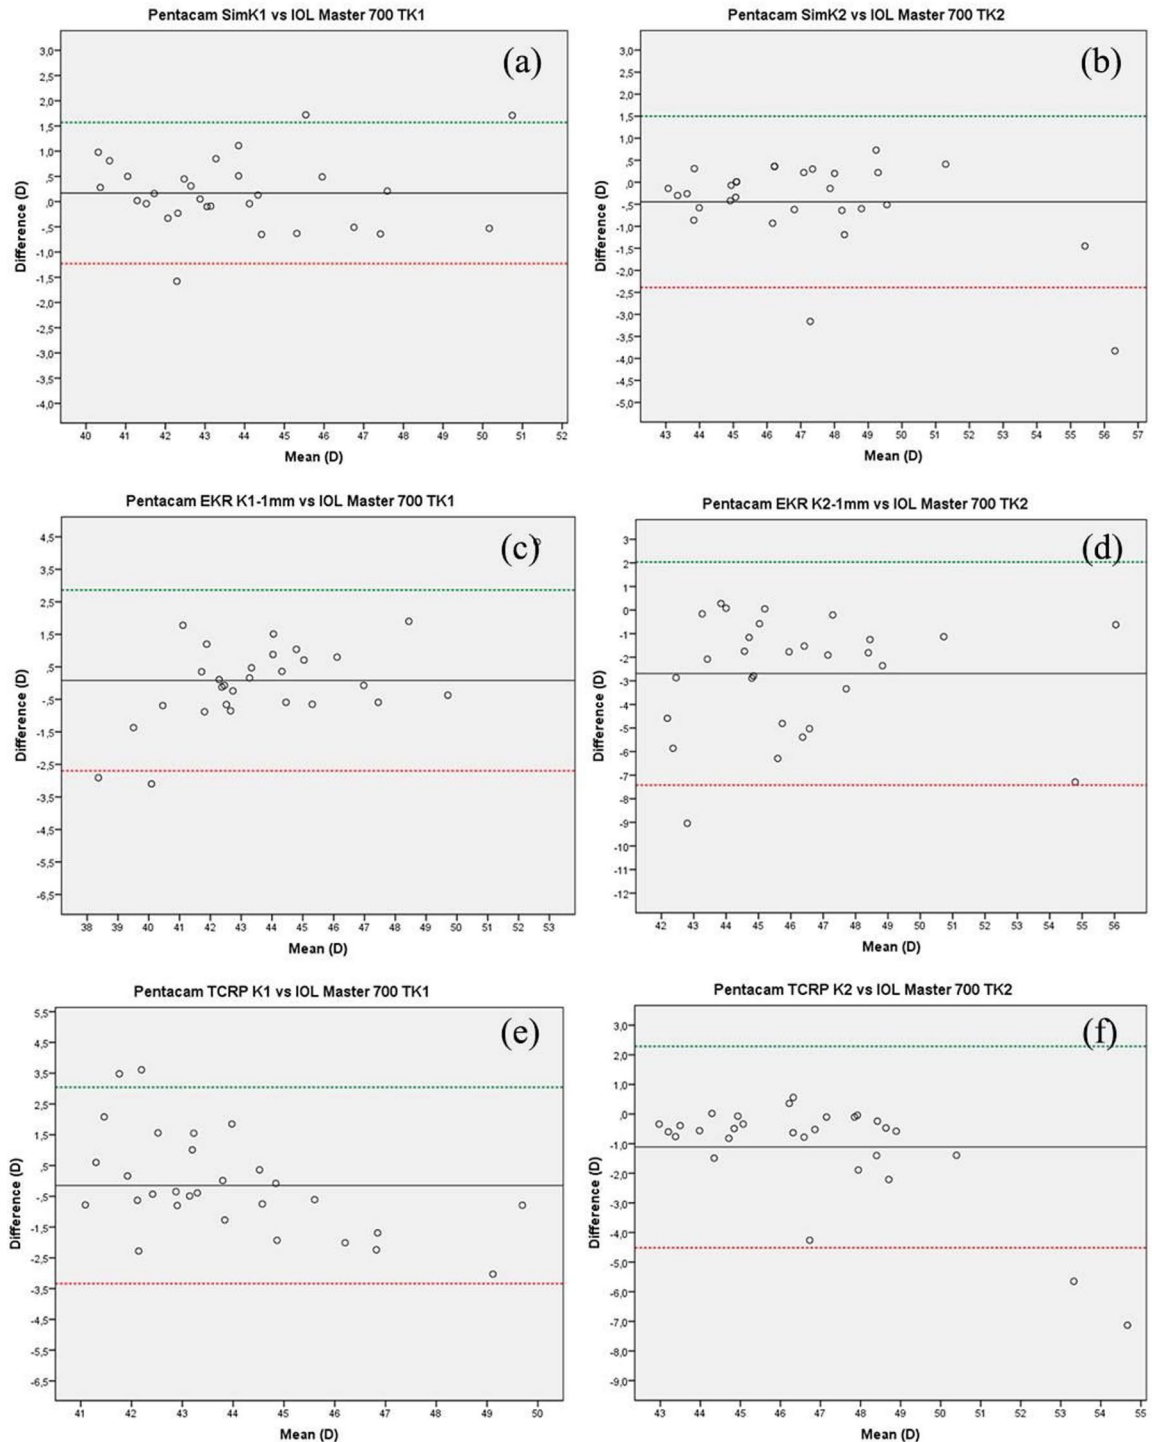 Pentacam SimK1 vs IOL Master 700 TK1
(a)
Difference (D)
3,0
2,5
2,0
1,5
1,0
,5
,0
-,5
-1,0
-1,5
-2,0
-2,5
-3,0
-3,5
-4,0
40 41 42 43 44 45 46 47 48 49 50 51 52
Mean (D)
Pentacam SimK2 vs IOL Master 700 TK2
(b)
Difference (D)
3,0
2,5
2,0
1,5
1,0
,5
,0
-,5
-1,0
-1,5
-2,0
-2,5
-3,0
-3,5
-4,0
-4,5
-5,0
43 44 45 46 47 48 49 50 51 52 53 54 55 56 57
Mean (D)
Pentacam EKR K1-1mm vs IOL Master 700 TK1
(c)
Difference (D)
4,5
3,5
2,5
1,5
,5
-,5
-1,5
-2,5
-3,5
-4,5
-5,5
-6,5
38 39 40 41 42 43 44 45 46 47 48 49 50 51 52 53
Mean (D)
Pentacam EKR K2-1mm vs IOL Master 700 TK2
(d)
Difference (D)
3
2
1
0
-1
-2
-3
-4
-5
-6
-7
-8
-9
-10
-11
-12
42 43 44 45 46 47 48 49 50 51 52 53 54 55 56
Mean (D)
Pentacam TCRP K1 vs IOL Master 700 TK1
(e)
Difference (D)
5,5
4,5
3,5
2,5
1,5
,5
-,5
-1,5
-2,5
-3,5
-4,5
-5,5
-6,5
41 42 43 44 45 46 47 48 49 50
Mean (D)
Pentacam TCRP K2 vs IOL Master 700 TK2
(f)
Difference (D)
3,0
2,0
1,0
,0
-1,0
-2,0
-3,0
-4,0
-5,0
-6,0
-7,0
-8,0
-9,0
43 44 45 46 47 48 49 50 51 52 53 54 55
Mean (D)